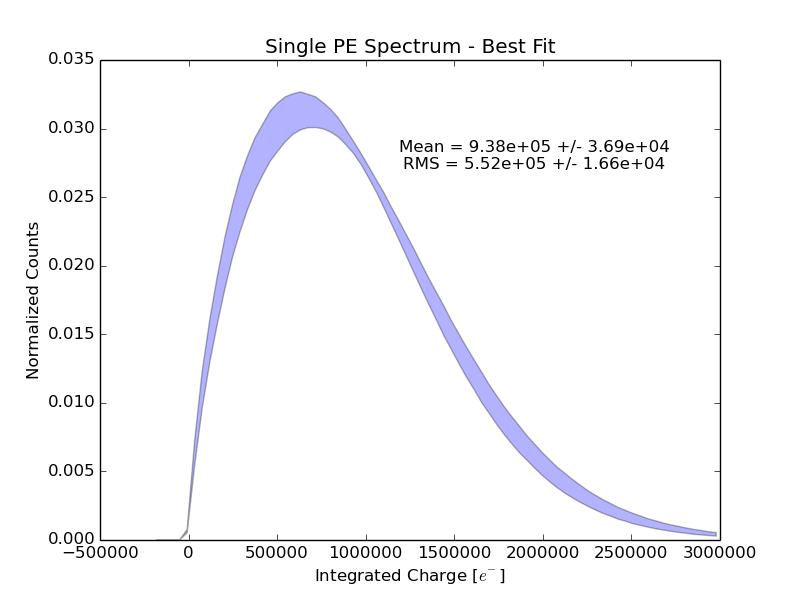 Single PE Spectrum - Best Fit
0.035
0.030
0.025
0.020
0.015
0.010
0.005
0.000
Normalized Counts
Mean = 9.38e+05 +/- 3.69e+04
RMS = 5.52e+05 +/- 1.66e+04
−500000 0 500000 1000000 1500000 2000000 2500000 3000000
Integrated Charge [e⁻]